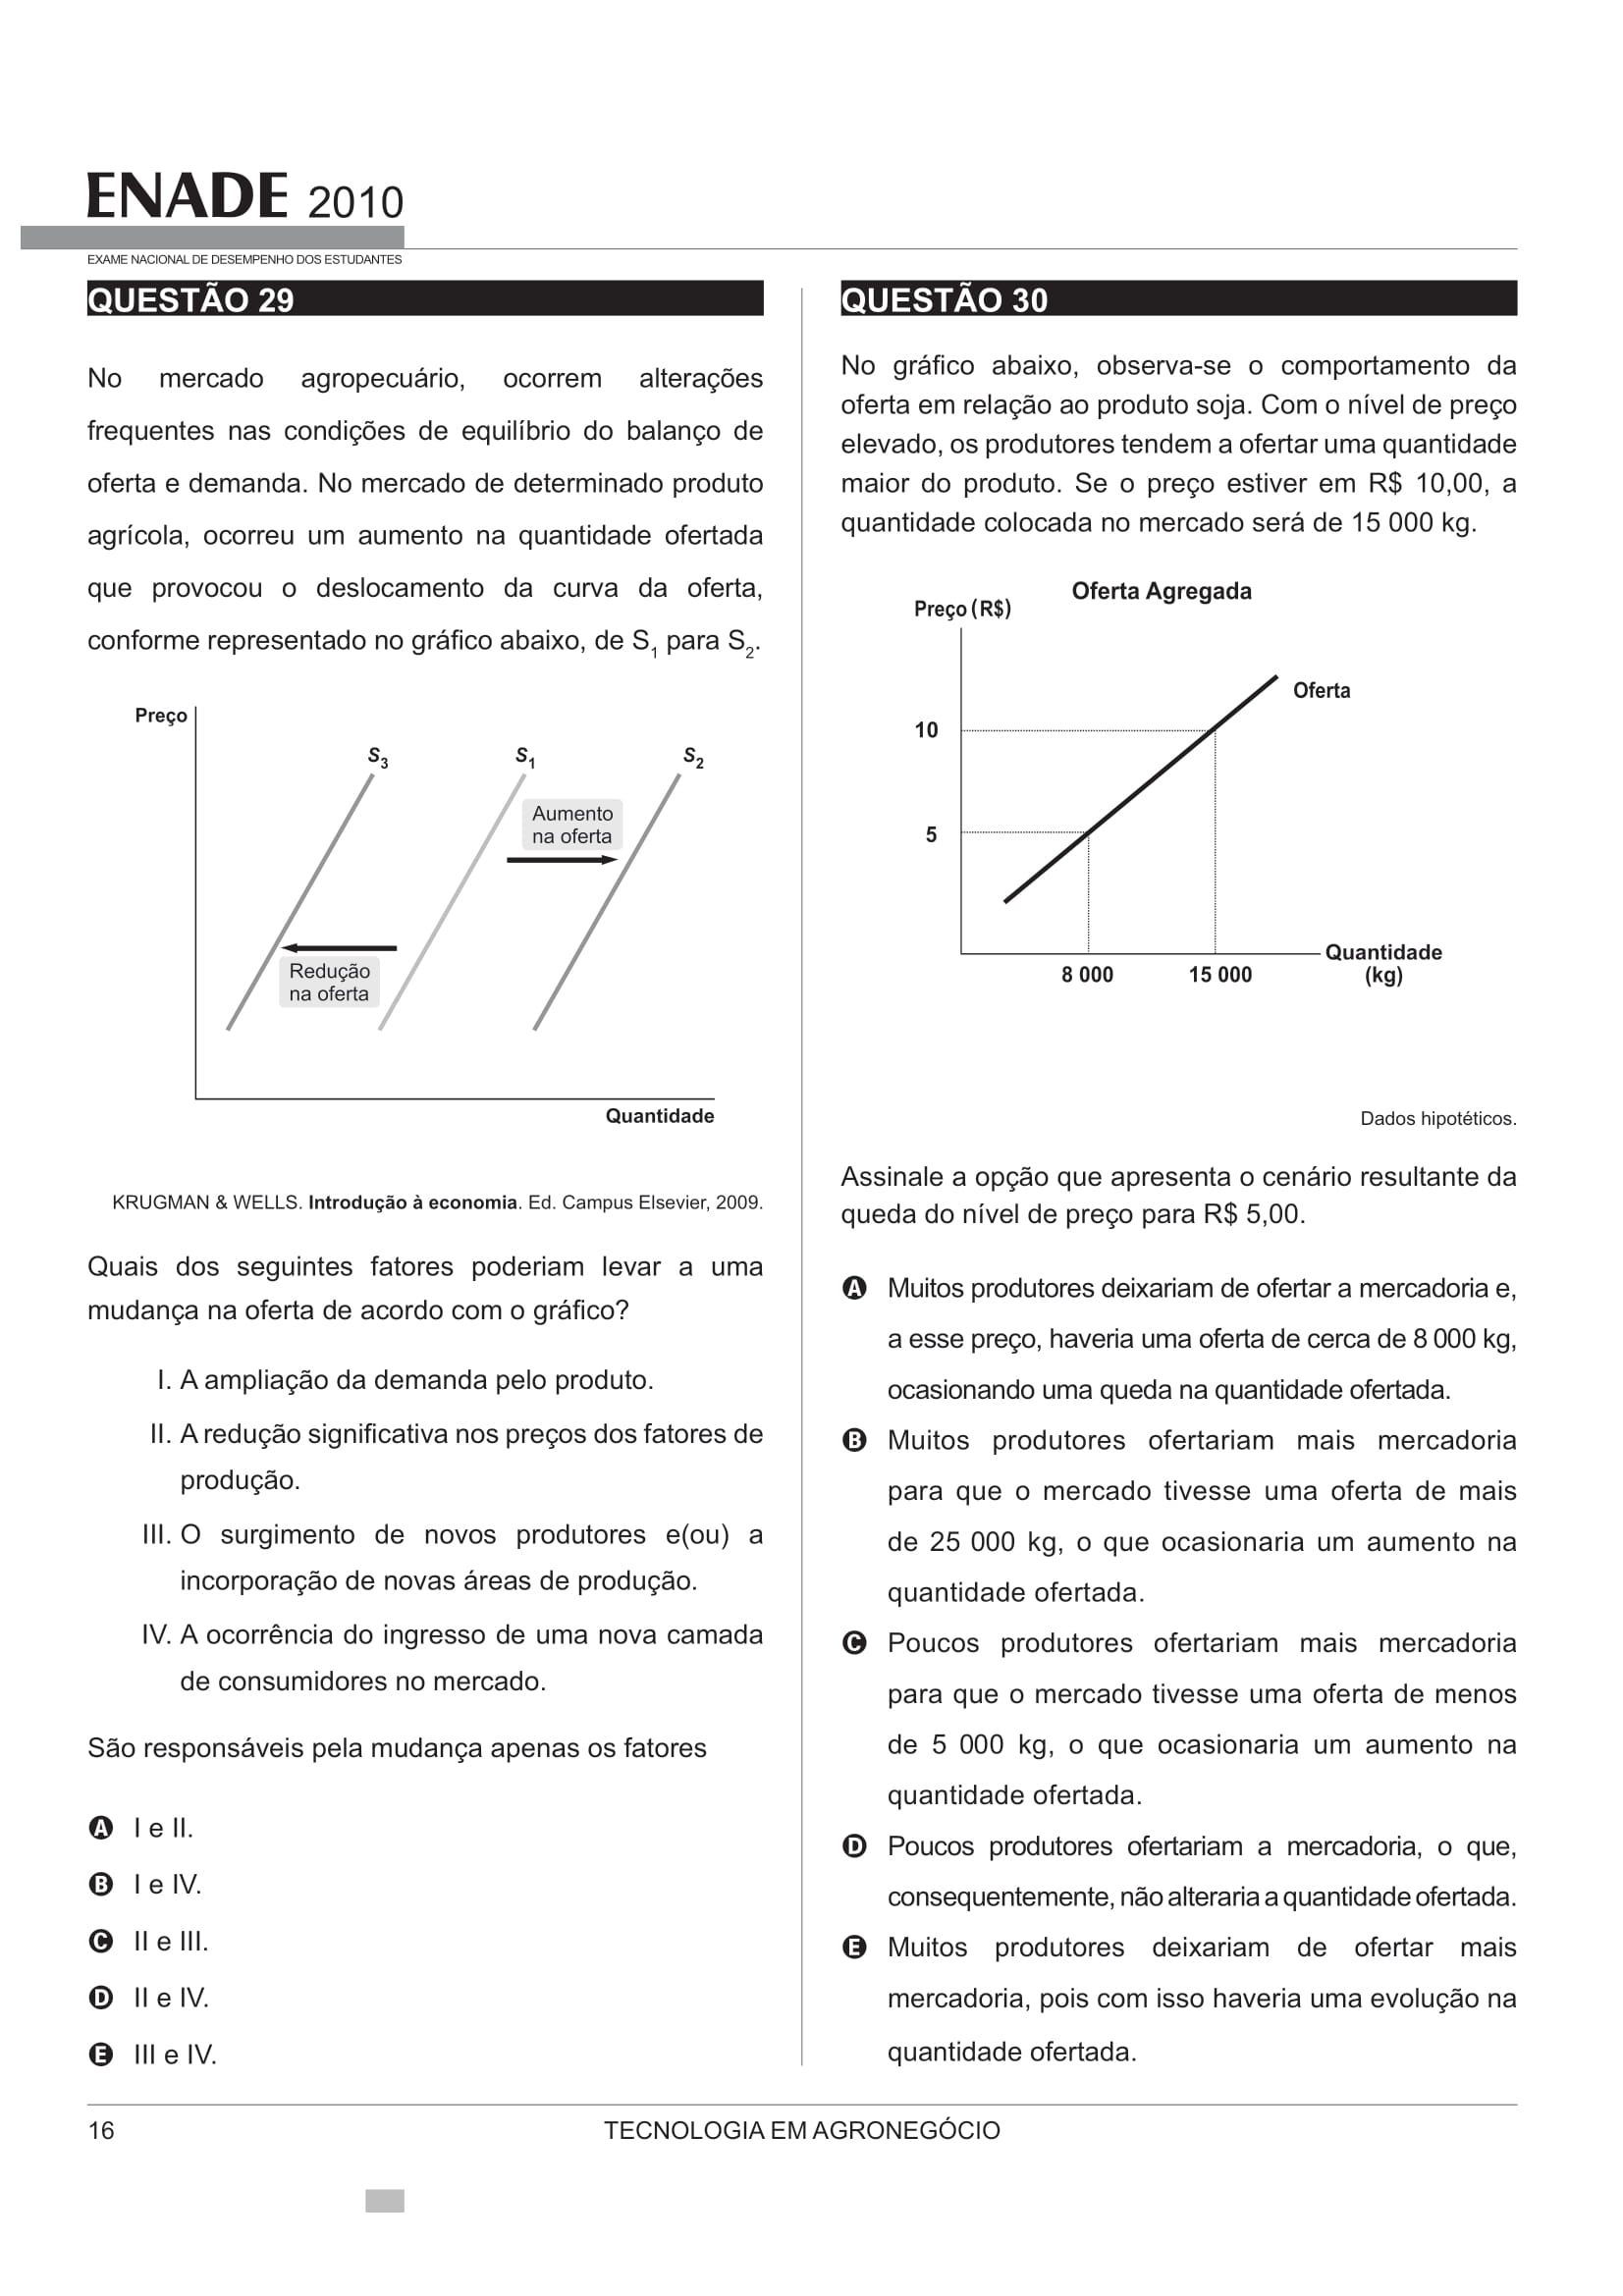 ENADE 2010
EXAME NACIONAL DE DESEMPENHO DOS ESTUDANTES
QUESTÃO 29
No mercado agropecuário, ocorrem alterações
frequentes nas condições de equilíbrio do balanço de
oferta e demanda. No mercado de determinado produto
agrícola, ocorreu um aumento na quantidade ofertada
que provocou o deslocamento da curva da oferta,
conforme representado no gráfico abaixo, de S1 para S2.
Preço
S3
S1
S2
Aumento
na oferta
Redução
na oferta
Quantidade
KRUGMAN & WELLS. Introdução à economia. Ed. Campus Elsevier, 2009.
Quais dos seguintes fatores poderiam levar a uma
mudança na oferta de acordo com o gráfico?
I. A ampliação da demanda pelo produto.
II. A redução significativa nos preços dos fatores de
produção.
III. O surgimento de novos produtores e(ou) a
incorporação de novas áreas de produção.
IV. A ocorrência do ingresso de uma nova camada
de consumidores no mercado.
São responsáveis pela mudança apenas os fatores
A I e II.
B I e IV.
C II e III.
D II e IV.
E III e IV.
QUESTÃO 30
No gráfico abaixo, observa-se o comportamento da
oferta em relação ao produto soja. Com o nível de preço
elevado, os produtores tendem a ofertar uma quantidade
maior do produto. Se o preço estiver em R$ 10,00, a
quantidade colocada no mercado será de 15 000 kg.
Oferta Agregada
Preço (R$)
Oferta
10
5
Quantidade
(kg)
8 000
15 000
Dados hipotéticos.
Assinale a opção que apresenta o cenário resultante da
queda do nível de preço para R$ 5,00.
A Muitos produtores deixariam de ofertar a mercadoria e,
a esse preço, haveria uma oferta de cerca de 8 000 kg,
ocasionando uma queda na quantidade ofertada.
B Muitos produtores ofertariam mais mercadoria
para que o mercado tivesse uma oferta de mais
de 25 000 kg, o que ocasionaria um aumento na
quantidade ofertada.
C Poucos produtores ofertariam mais mercadoria
para que o mercado tivesse uma oferta de menos
de 5 000 kg, o que ocasionaria um aumento na
quantidade ofertada.
D Poucos produtores ofertariam a mercadoria, o que,
consequentemente, não alteraria a quantidade ofertada.
E Muitos produtores deixariam de ofertar mais
mercadoria, pois com isso haveria uma evolução na
quantidade ofertada.
16
TECNOLOGIA EM AGRONEGÓCIO